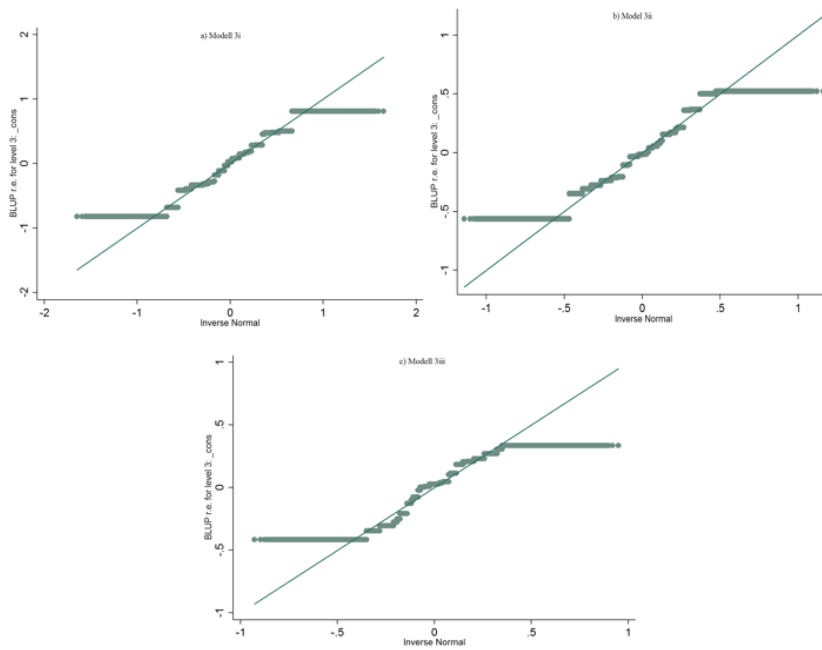 a) Modell 3i
BLUP r.e. for level 3: _cons
2
1
0
-1
-2
-2 -1 0 1 2
Inverse Normal
b) Model 3ii
BLUP r.e. for level 3: _cons
1
.5
0
-.5
-1
-1 -.5 0 .5 1
Inverse Normal
c) Modell 3iii
BLUP r.e. for level 3: _cons
1
.5
0
-.5
-1
-1 -.5 0 .5 1
Inverse Normal